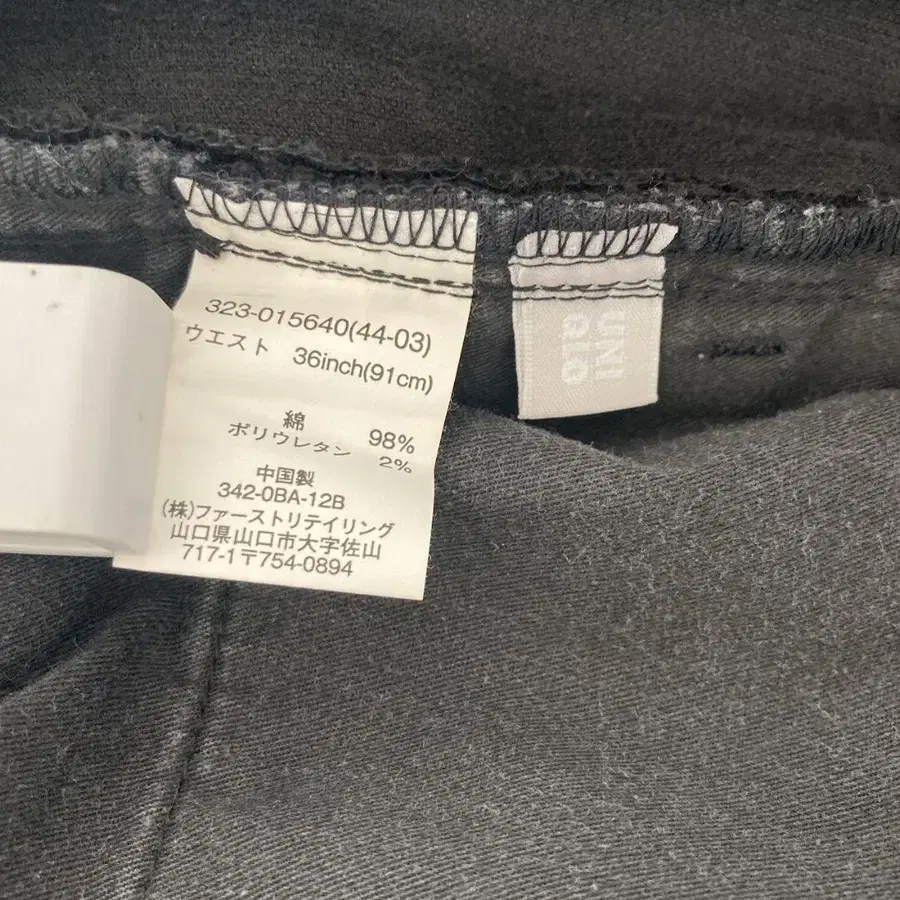 323-015640(44-03)
ウエスト 36inch(91cm)
綿 98%
ポリウレタン 2%
中国製
342-0BA-12B
(株)ファーストリテイリング
山口県山口市大字佐山
717-1〒754-0894
UNI
QLO